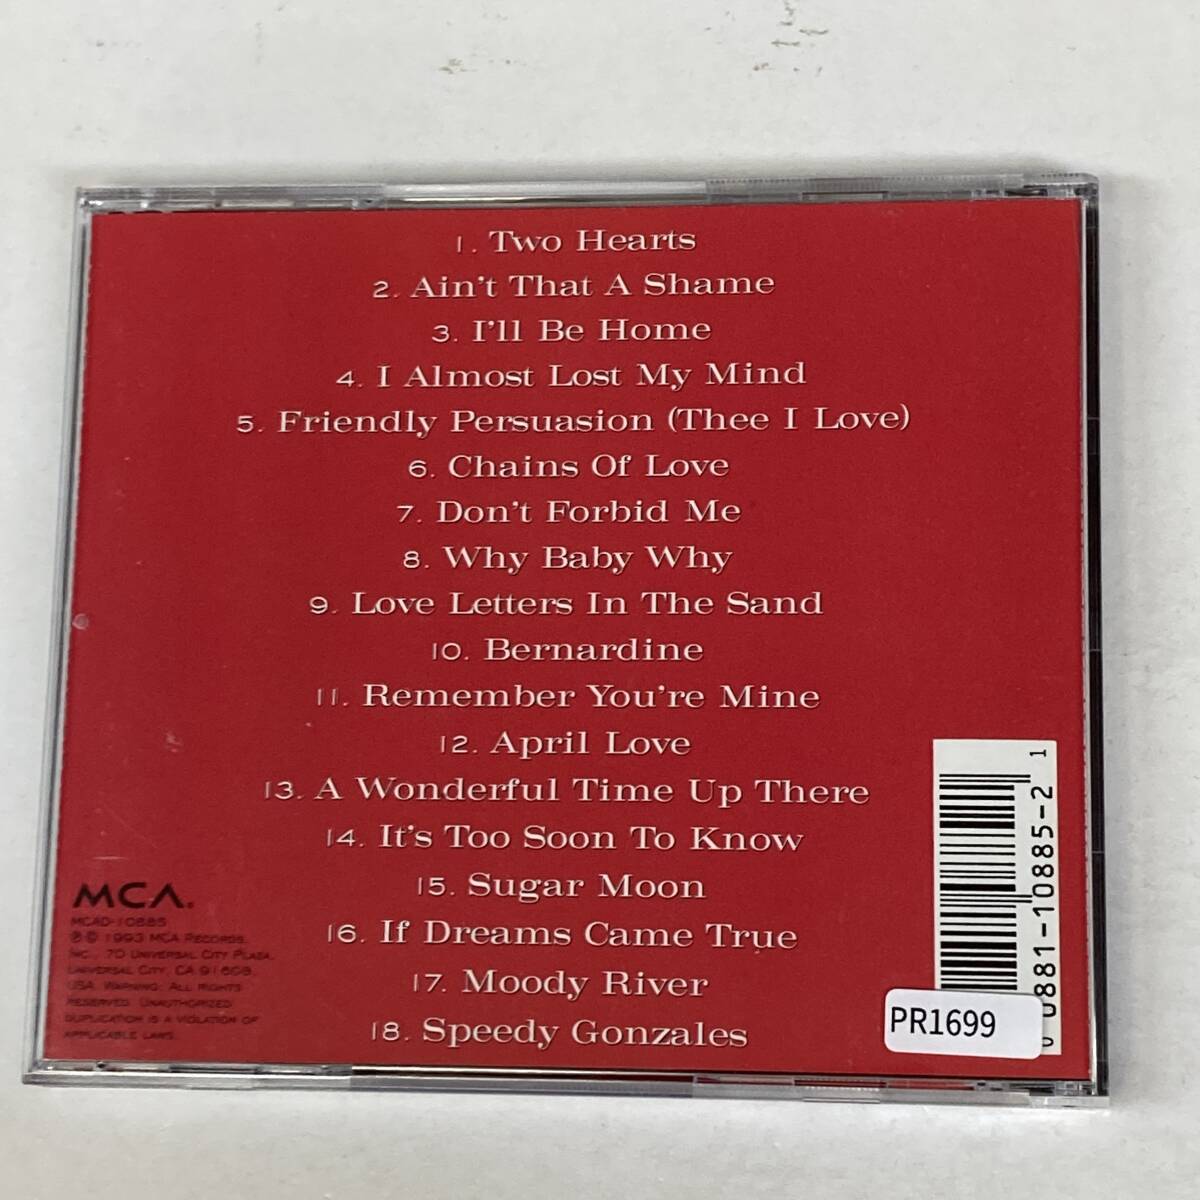 1. Two Hearts
2. Ain't That A Shame
3. I'll Be Home
4. I Almost Lost My Mind
5. Friendly Persuasion (Thee I Love)
6. Chains Of Love
7. Don't Forbid Me
8. Why Baby Why
9. Love Letters In The Sand
10. Bernardine
11. Remember You're Mine
12. April Love
13. A Wonderful Time Up There
14. It's Too Soon To Know
15. Sugar Moon
16. If Dreams Came True
17. Moody River
18. Speedy Gonzales
MCA.
MCAD-10885
℗ © 1993 MCA Records,
Inc., 70 Universal City Plaza,
Universal City, CA 91608,
USA. Warning: All rights
reserved. Unauthorized
duplication is a violation of
applicable laws.
0 0881-10885-2 1
PR1699